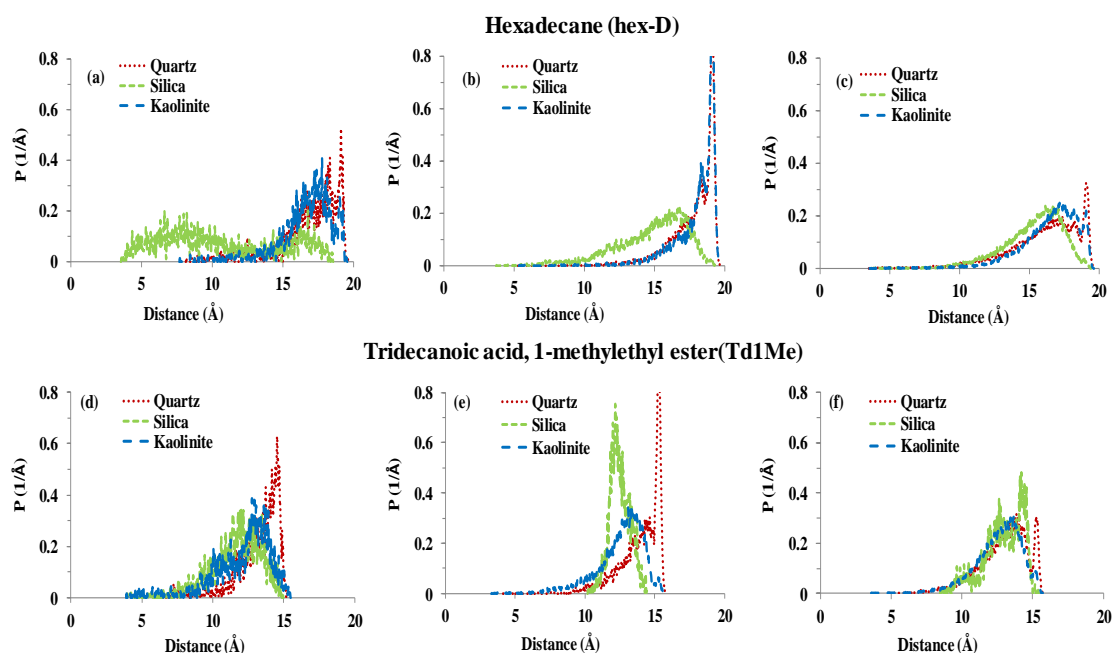 Hexadecane (hex-D)
(a)
Quartz
Silica
Kaolinite
P (1/Å)
0.8
0.6
0.4
0.2
0
0 5 10 15 20
Distance (Å)
(b)
Quartz
Silica
Kaolinite
P (1/Å)
0.8
0.6
0.4
0.2
0
0 5 10 15 20
Distance (Å)
(c)
Quartz
Silica
Kaolinite
P (1/Å)
0.8
0.6
0.4
0.2
0
0 5 10 15 20
Distance (Å)
Tridecanoic acid, 1-methylethyl ester(Td1Me)
(d)
Quartz
Silica
Kaolinite
P (1/Å)
0.8
0.6
0.4
0.2
0
0 5 10 15 20
Distance (Å)
(e)
Quartz
Silica
Kaolinite
P (1/Å)
0.8
0.6
0.4
0.2
0
0 5 10 15 20
Distance (Å)
(f)
Quartz
Silica
Kaolinite
P (1/Å)
0.8
0.6
0.4
0.2
0
0 5 10 15 20
Distance (Å)